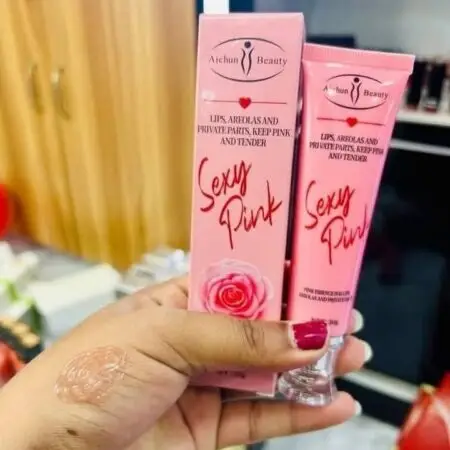 Aichun Beauty
LIPS, AREOLAS AND
PRIVATE PARTS, KEEP PINK
AND TENDER
Sexy
Pink
Aichun Beauty
LIPS, AREOLAS AND
PRIVATE PARTS, KEEP PINK
AND TENDER
Sexy
Pink